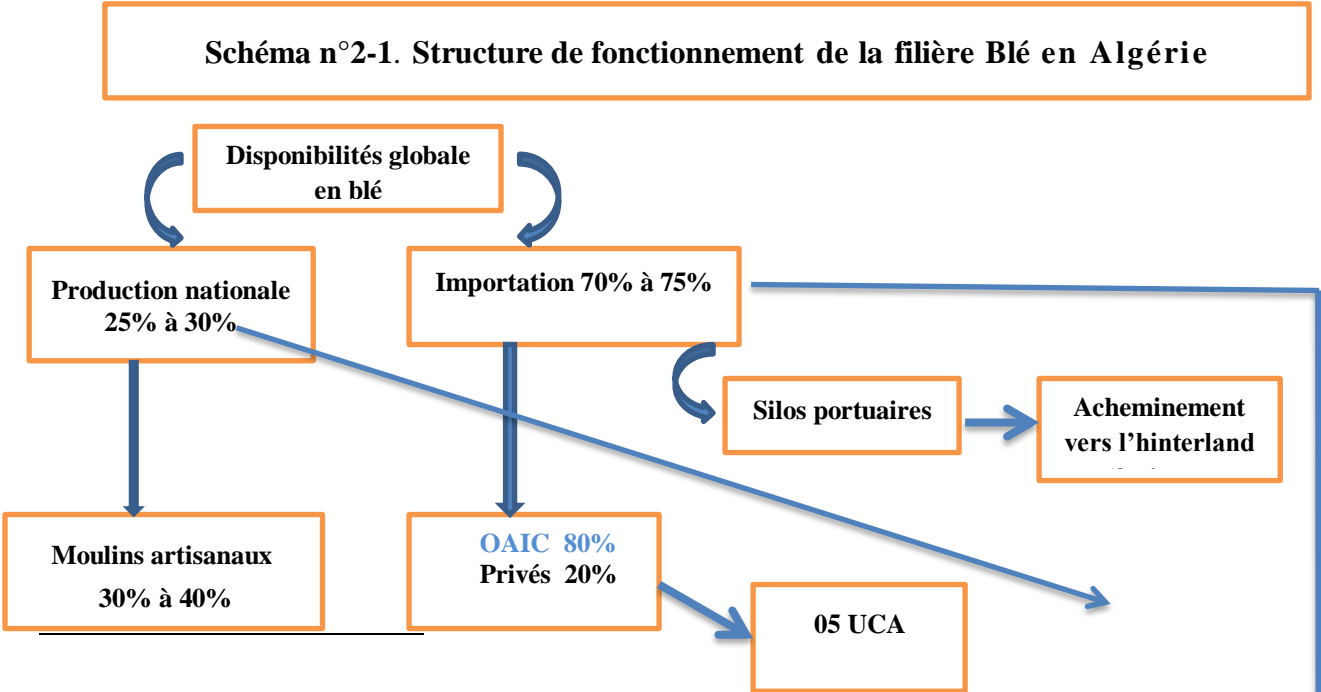 Schéma n°2-1. Structure de fonctionnement de la filière Blé en Algérie
Disponibilités globale
en blé
Production nationale
25% à 30%
Importation 70% à 75%
Silos portuaires
Acheminement
vers l’hinterland
Moulins artisanaux
30% à 40%
OAIC 80%
Privés 20%
05 UCA